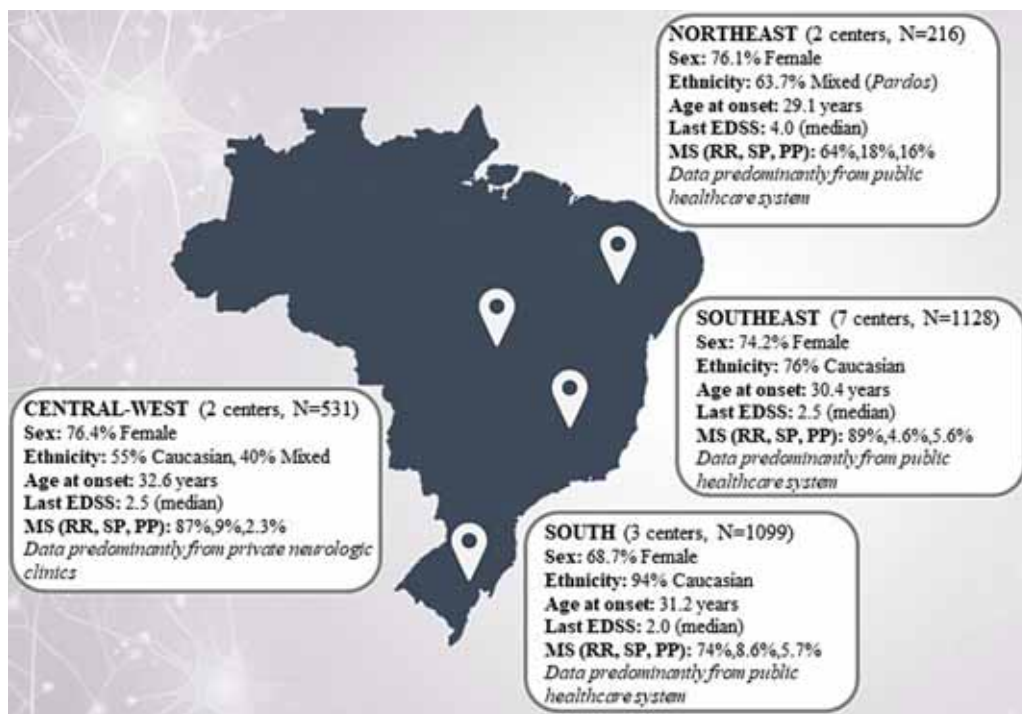 NORTHEAST (2 centers, N=216)
Sex: 76.1% Female
Ethnicity: 63.7% Mixed (Pardos)
Age at onset: 29.1 years
Last EDSS: 4.0 (median)
MS (RR, SP, PP): 64%,18%,16%
Data predominantly from public
healthcare system
SOUTHEAST (7 centers, N=1128)
Sex: 74.2% Female
Ethnicity: 76% Caucasian
Age at onset: 30.4 years
Last EDSS: 2.5 (median)
MS (RR, SP, PP): 89%,4.6%,5.6%
Data predominantly from public
healthcare system
CENTRAL-WEST (2 centers, N=531)
Sex: 76.4% Female
Ethnicity: 55% Caucasian, 40% Mixed
Age at onset: 32.6 years
Last EDSS: 2.5 (median)
MS (RR, SP, PP): 87%,9%,2.3%
Data predominantly from private neurologic
clinics
SOUTH (3 centers, N=1099)
Sex: 68.7% Female
Ethnicity: 94% Caucasian
Age at onset: 31.2 years
Last EDSS: 2.0 (median)
MS (RR, SP, PP): 74%,8.6%,5.7%
Data predominantly from public
healthcare system